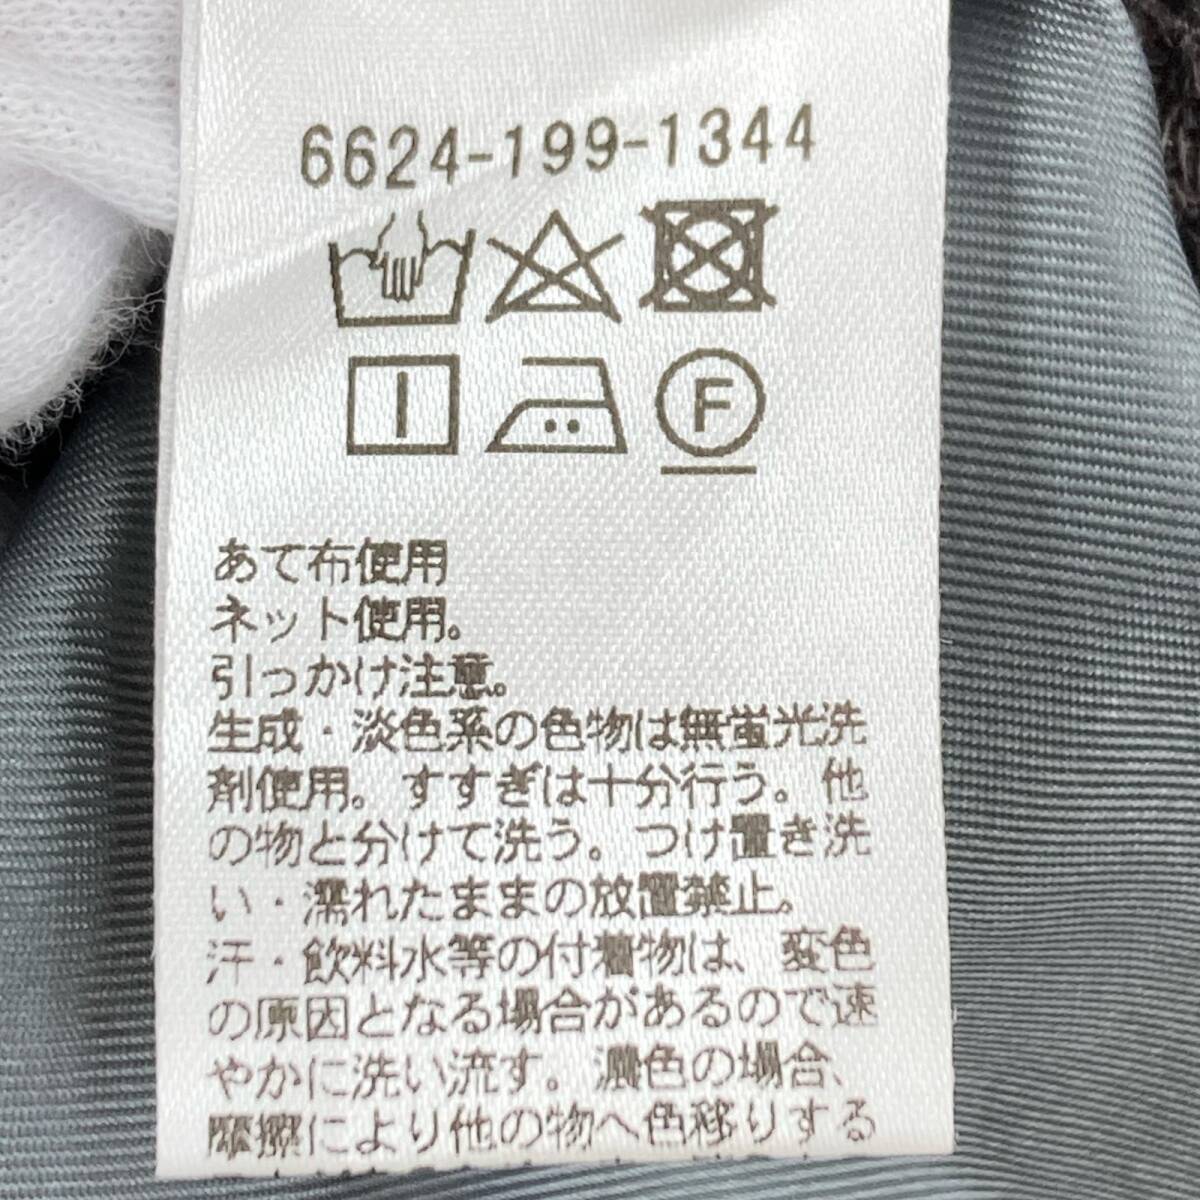 6624-199-1344
F
あて布使用
ネット使用。
引っかけ注意。
生成・淡色系の色物は無蛍光洗
剤使用。すすぎは十分行う。他
の物と分けて洗う。つけ置き洗
い・濡れたままの放置禁止。
汗・飲料水等の付着物は、変色
の原因となる場合があるので速
やかに洗い流す。濃色の場合、
摩擦により他の物へ色移りする